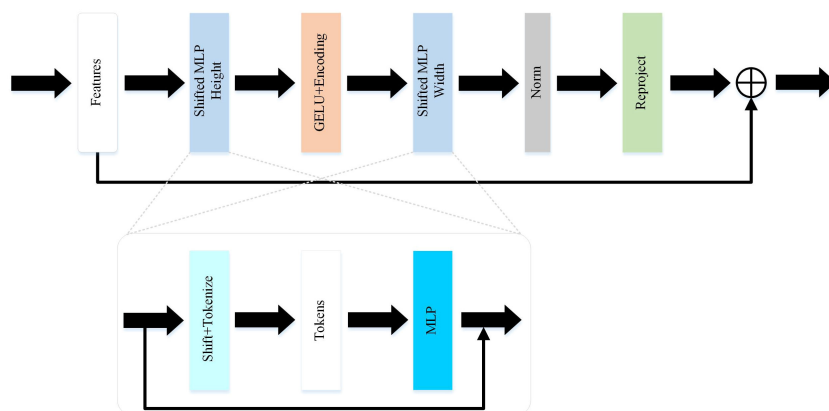 Features
Shifted MLP
Height
GELU+Encoding
Shifted MLP
Width
Norm
Reproject
Shift+Tokenize
Tokens
MLP